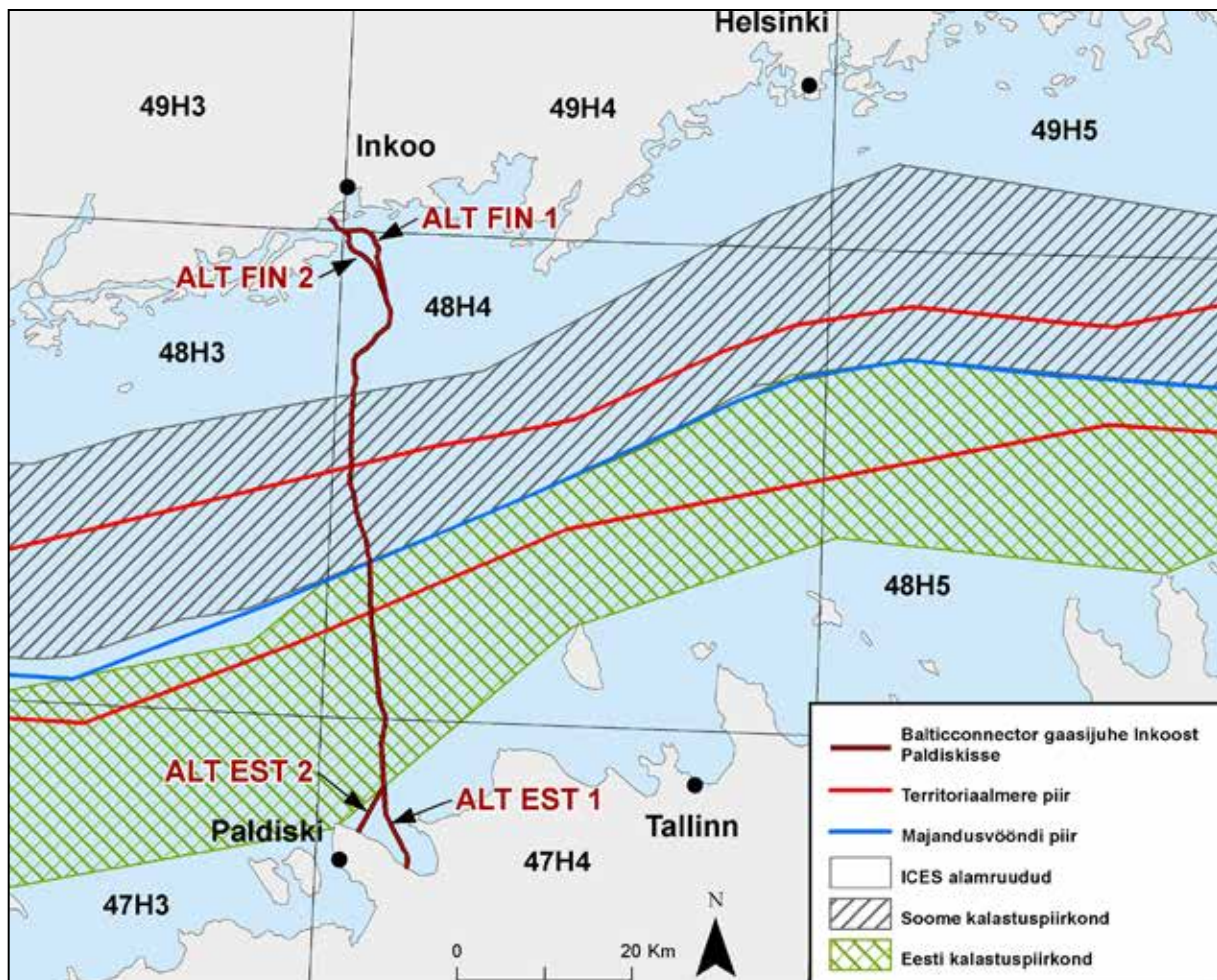 Helsinki
49H3
49H4
49H5
Inkoo
ALT FIN 1
ALT FIN 2
48H4
48H3
48H5
ALT EST 2
ALT EST 1
Paldiski
Tallinn
47H4
47H3
N
0 20 Km
Balticconnector gaasijuhe Inkoost
Paldiskisse
Territoriaalmere piir
Majandusvööndi piir
ICES alamruudud
Soome kalastuspiirkond
Eesti kalastuspiirkond